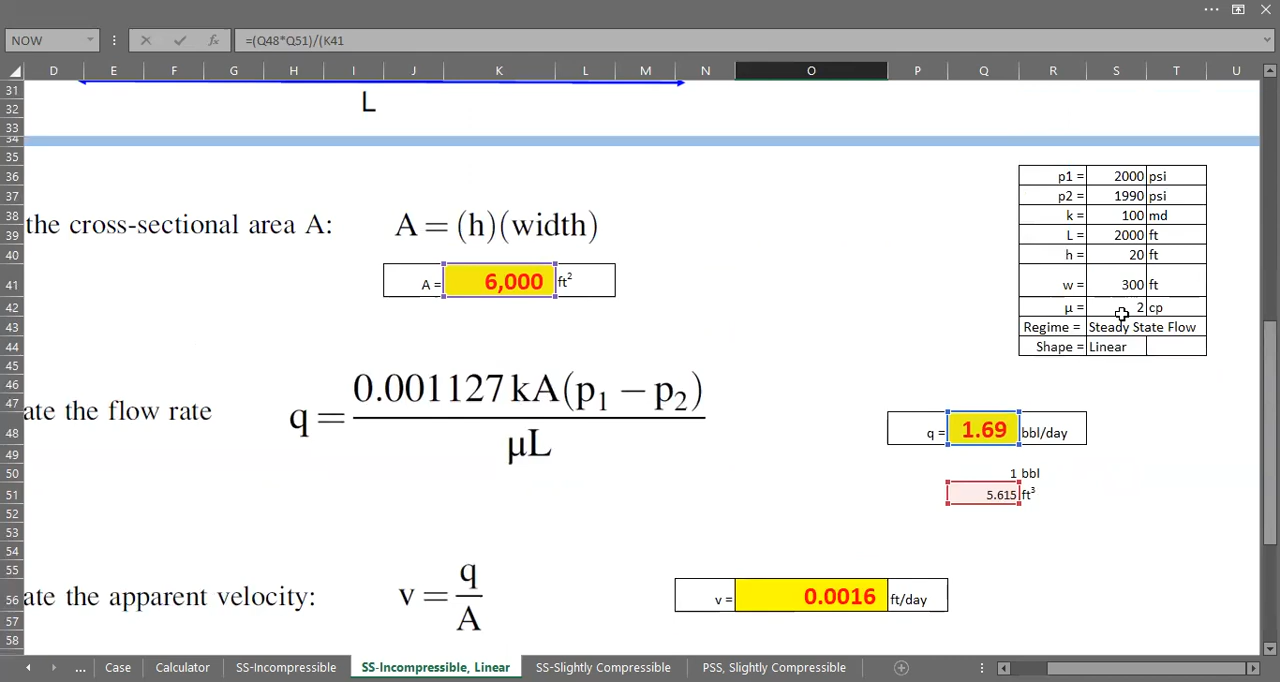 NOW
fx
=(Q48*Q51)/(K41
D E F G H I J K L M N O P Q R S T U
31
32
33
34
35
36
37
38
39
40
41
42
43
44
45
46
47
48
49
50
51
52
53
54
55
56
57
58
L
p1 = 2000 psi
p2 = 1990 psi
k = 100 md
L = 2000 ft
h = 20 ft
w = 300 ft
μ = 2 cp
Regime = Steady State Flow
Shape = Linear
the cross-sectional area A: A = (h)(width)
A = 6,000 ft²
ate the flow rate q = 0.001127 kA(p₁ − p₂) / μL
q = 1.69 bbl/day
1 bbl
5.615 ft³
ate the apparent velocity: v = q / A
v = 0.0016 ft/day
... Case Calculator SS-Incompressible SS-Incompressible, Linear SS-Slightly Compressible PSS, Slightly Compressible